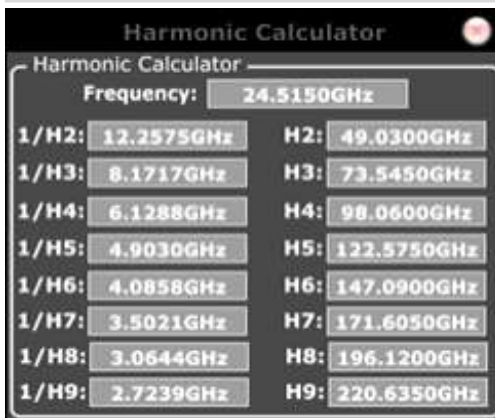 Harmonic Calculator
Harmonic Calculator
Frequency: 24.5150GHz
1/H2: 12.2575GHz H2: 49.0300GHz
1/H3: 8.1717GHz H3: 73.5450GHz
1/H4: 6.1288GHz H4: 98.0600GHz
1/H5: 4.9030GHz H5: 122.5750GHz
1/H6: 4.0858GHz H6: 147.0900GHz
1/H7: 3.5021GHz H7: 171.6050GHz
1/H8: 3.0644GHz H8: 196.1200GHz
1/H9: 2.7239GHz H9: 220.6350GHz